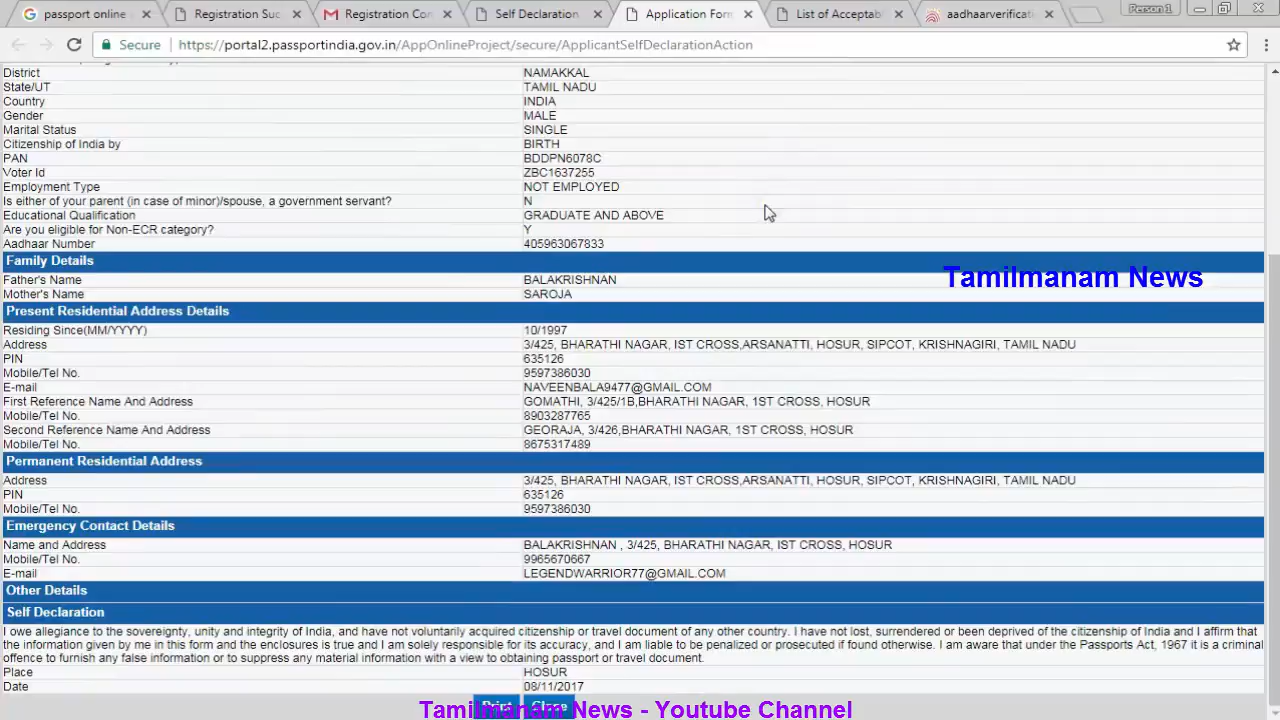 passport online
Registration Suc
Registration Con
Self Declaration
Application Form
List of Acceptabl
aadhaarverificati
Person 1
Secure
https://portal2.passportindia.gov.in/AppOnlineProject/secure/ApplicantSelfDeclarationAction
District NAMAKKAL
State/UT TAMIL NADU
Country INDIA
Gender MALE
Marital Status SINGLE
Citizenship of India by BIRTH
PAN BDDPN6078C
Voter Id ZBC1637255
Employment Type NOT EMPLOYED
Is either of your parent (in case of minor)/spouse, a government servant? N
Educational Qualification GRADUATE AND ABOVE
Are you eligible for Non-ECR category? Y
Aadhaar Number 405963067833
Family Details
Tamilmanam News
Father's Name BALAKRISHNAN
Mother's Name SAROJA
Present Residential Address Details
Residing Since(MM/YYYY) 10/1997
Address 3/425, BHARATHI NAGAR, IST CROSS,ARSANATTI, HOSUR, SIPCOT, KRISHNAGIRI, TAMIL NADU
PIN 635126
Mobile/Tel No. 9597386030
E-mail NAVEENBALA9477@GMAIL.COM
First Reference Name And Address GOMATHI, 3/425/1B,BHARATHI NAGAR, 1ST CROSS, HOSUR
Mobile/Tel No. 8903287765
Second Reference Name And Address GEORAJA, 3/426,BHARATHI NAGAR, 1ST CROSS, HOSUR
Mobile/Tel No. 8675317489
Permanent Residential Address
Address 3/425, BHARATHI NAGAR, IST CROSS,ARSANATTI, HOSUR, SIPCOT, KRISHNAGIRI, TAMIL NADU
PIN 635126
Mobile/Tel No. 9597386030
Emergency Contact Details
Name and Address BALAKRISHNAN , 3/425, BHARATHI NAGAR, IST CROSS, HOSUR
Mobile/Tel No. 9965670667
E-mail LEGENDWARRIOR77@GMAIL.COM
Other Details
Self Declaration
I owe allegiance to the sovereignty, unity and integrity of India, and have not voluntarily acquired citizenship or travel document of any other country. I have not lost, surrendered or been deprived of the citizenship of India and I affirm that
the information given by me in this form and the enclosures is true and I am solely responsible for its accuracy, and I am liable to be penalized or prosecuted if found otherwise. I am aware that under the Passports Act, 1967 it is a criminal
offence to furnish any false information or to suppress any material information with a view to obtaining passport or travel document.
Place HOSUR
Date 08/11/2017
Print Close
Tamilmanam News - Youtube Channel